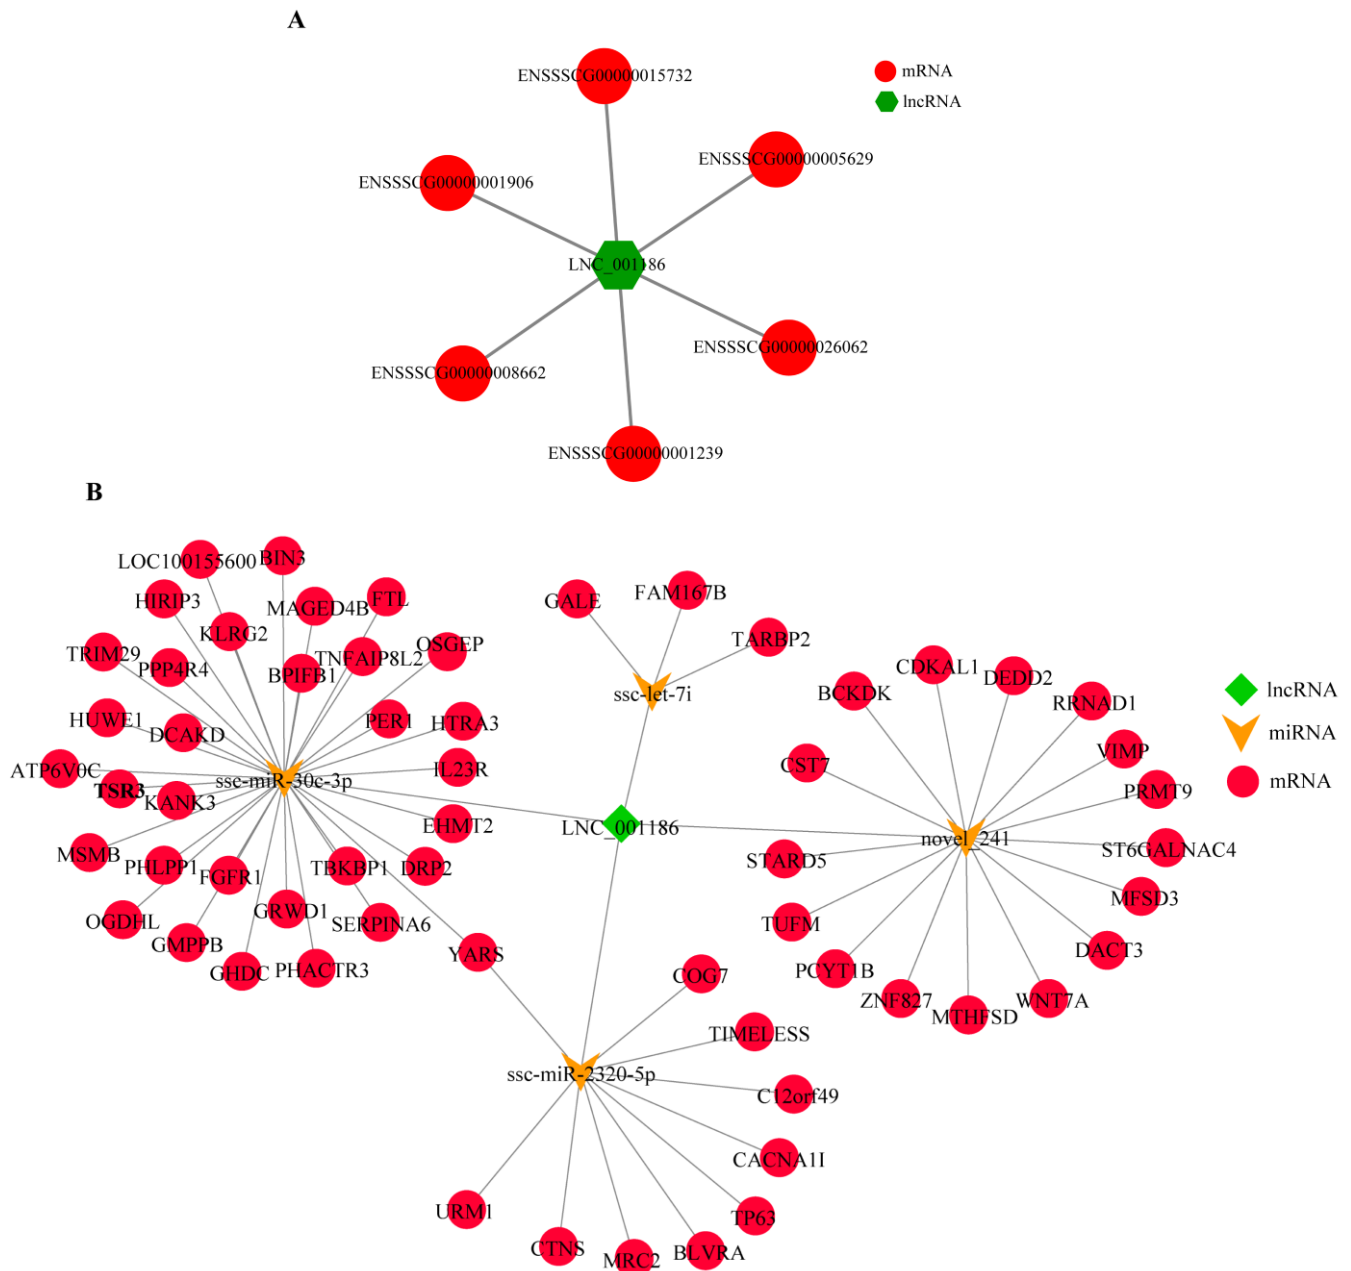 A
ENSSSCG00000015732
mRNA
lncRNA
ENSSSCG00000005629
ENSSSCG00000001906
LNC_001186
ENSSSCG00000026062
ENSSSCG00000008662
ENSSSCG00000001239
B
LOC100155600
BIN3
HIRIP3
MAGED4B
FTL
KLRG2
TRIM29
PPP4R4
BPIFB1
TNFAIP8L2
OSGEP
HUWE1
DCAKD
PER1
HTRA3
ATP6V0C
TSR3
KANK3
ssc-miR-30c-3p
IL23R
EHMT2
MSMB
PHLPP1
FGFR1
TBKBP1
DRP2
OGDHL
GRWD1
SERPINA6
GMPPB
GHDC
PHACTR3
YARS
GALE
FAM167B
TARBP2
ssc-let-7i
LNC_001186
CDKAL1
DEDD2
BCKDK
RRNAD1
VIMP
CST7
PRMT9
novel_241
ST6GALNAC4
STARD5
MFSD3
TUFM
DACT3
PCYT1B
ZNF827
MTHFSD
WNT7A
lncRNA
miRNA
mRNA
COG7
TIMELESS
ssc-miR-2320-5p
C12orf49
CACNA1I
URM1
TP63
CTNS
MRC2
BLVRA